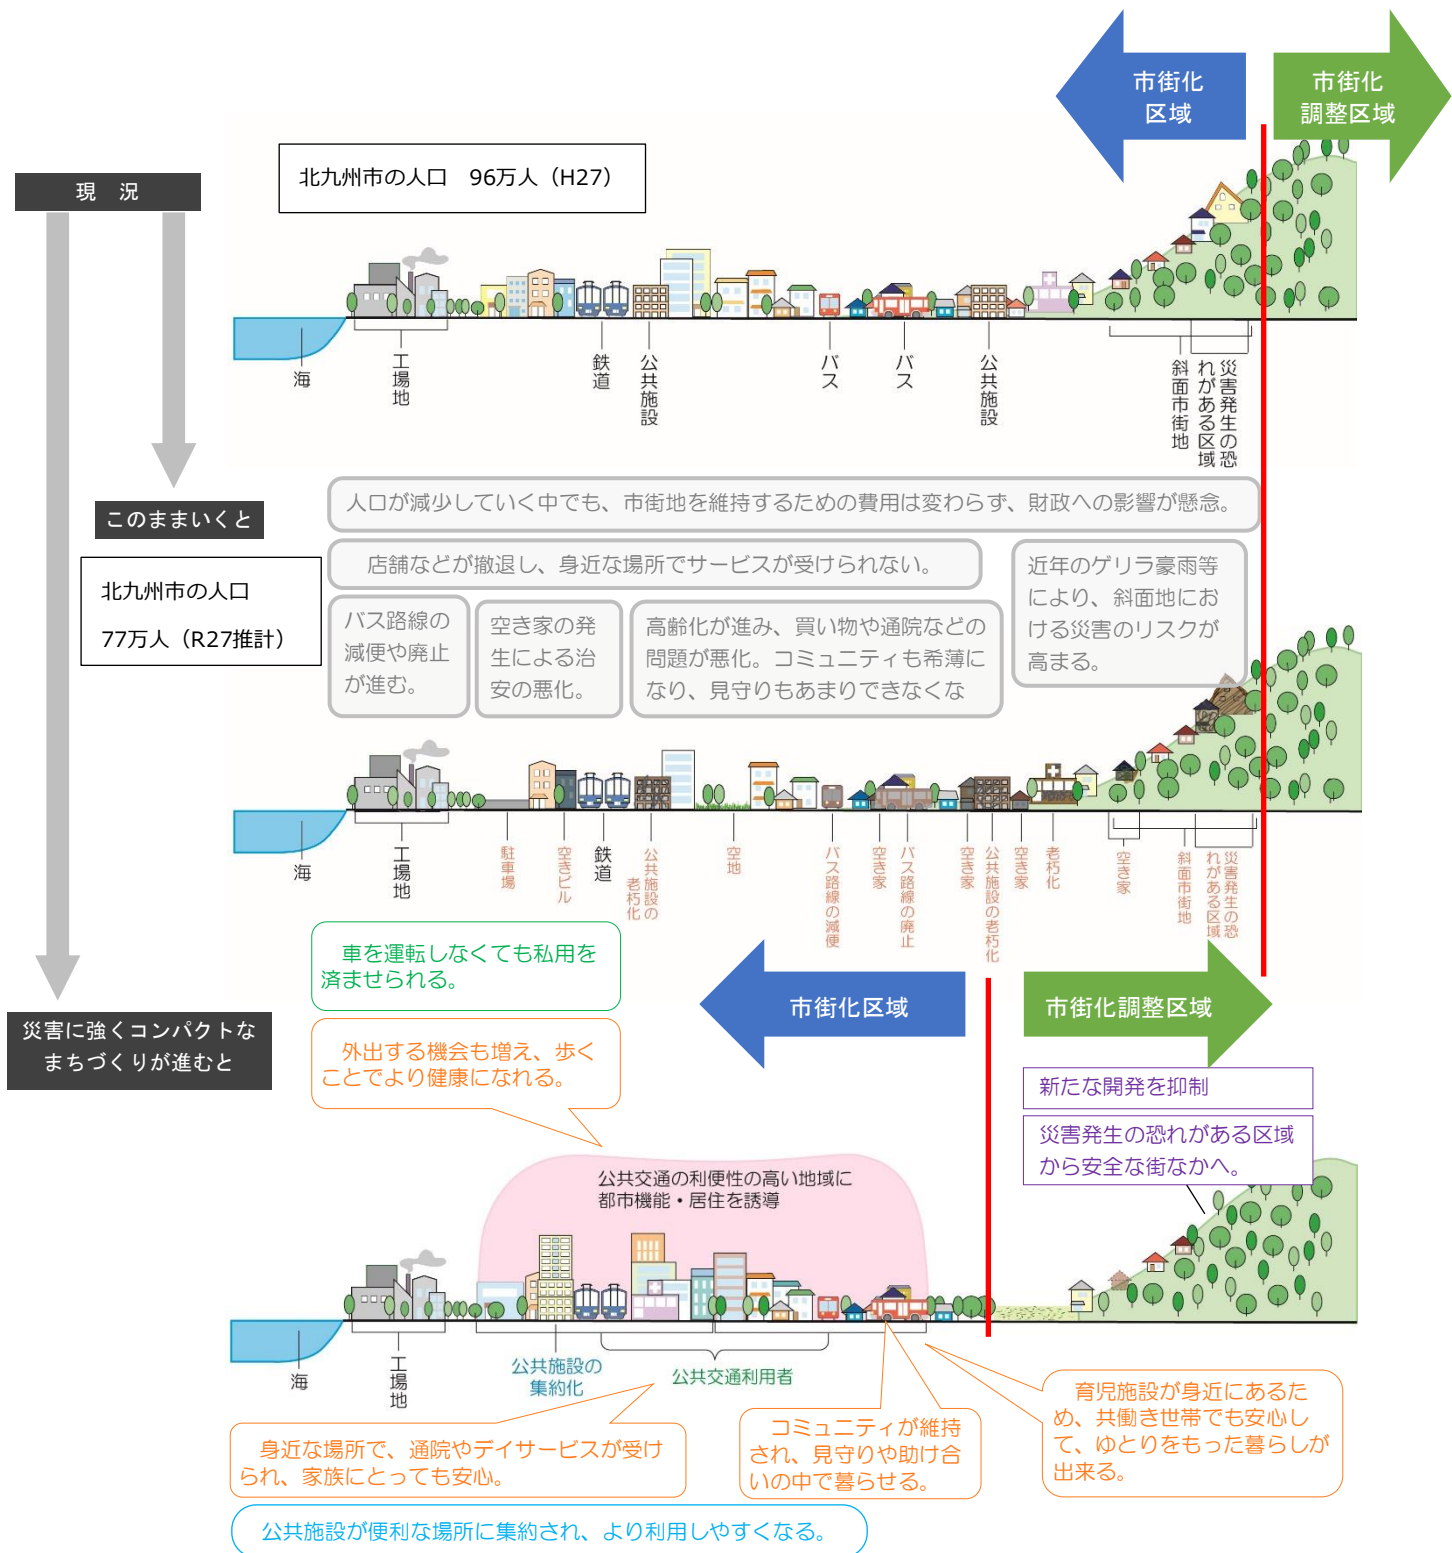 市街化
区域
市街化
調整区域
現　況
北九州市の人口　96万人（H27）
海
工場地
鉄道
公共施設
バス
バス
公共施設
斜面市街地
災害発生の恐
れがある区域
このままいくと
北九州市の人口
77万人（R27推計）
人口が減少していく中でも、市街地を維持するための費用は変わらず、財政への影響が懸念。
店舗などが撤退し、身近な場所でサービスが受けられない。
バス路線の
減便や廃止
が進む。
空き家の発
生による治
安の悪化。
高齢化が進み、買い物や通院などの
問題が悪化。コミュニティも希薄に
なり、見守りもあまりできなくな
近年のゲリラ豪雨等
により、斜面地にお
ける災害のリスクが
高まる。
海
工場地
駐車場
空きビル
鉄道
公共施設の
老朽化
空地
バス路線の減便
空き家
バス路線の廃止
空き家
公共施設の老朽化
空き家
老朽化
空き家
斜面市街地
災害発生の恐
れがある区域
災害に強くコンパクトな
まちづくりが進むと
車を運転しなくても私用を
済ませられる。
外出する機会も増え、歩く
ことでより健康になれる。
市街化区域
市街化調整区域
新たな開発を抑制
災害発生の恐れがある区域
から安全な街なかへ。
公共交通の利便性の高い地域に
都市機能・居住を誘導
海
工場地
公共施設の
集約化
公共交通利用者
身近な場所で、通院やデイサービスが受け
られ、家族にとっても安心。
コミュニティが維持
され、見守りや助け合
いの中で暮らせる。
育児施設が身近にあるた
め、共働き世帯でも安心し
て、ゆとりをもった暮らしが
出来る。
公共施設が便利な場所に集約され、より利用しやすくなる。